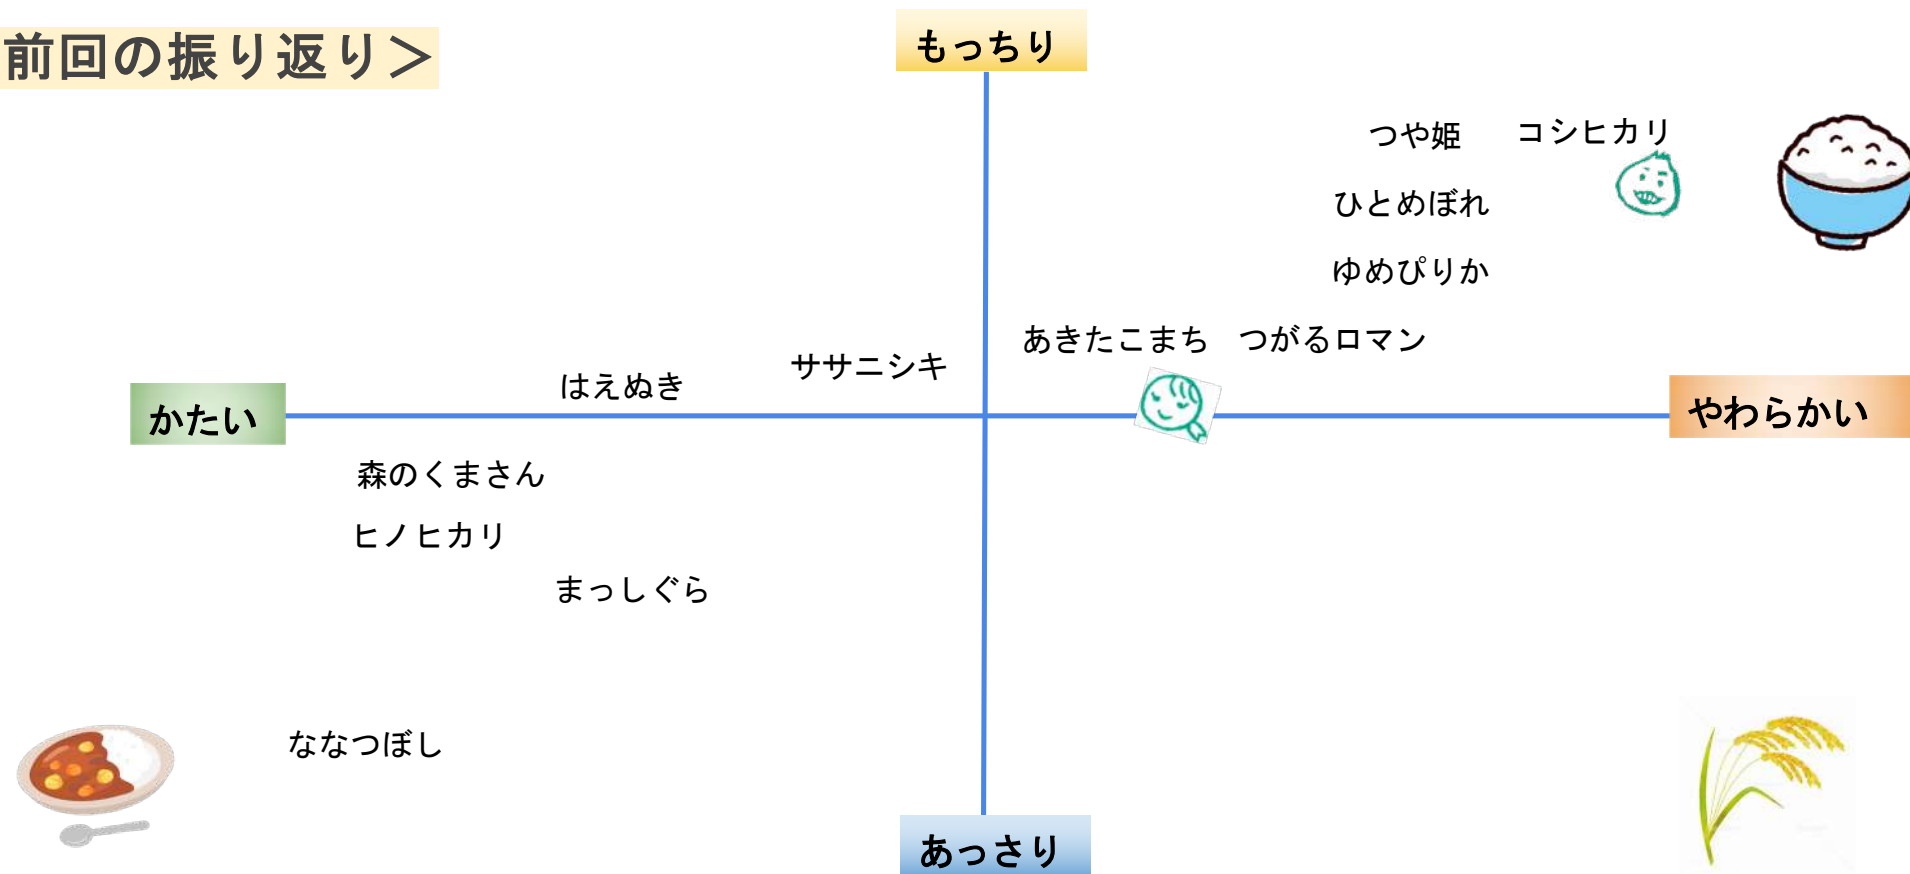 前回の振り返り＞
もっちり
つや姫 コシヒカリ
ひとめぼれ
ゆめぴりか
あきたこまち つがるロマン
ササニシキ
はえぬき
かたい
やわらかい
森のくまさん
ヒノヒカリ
まっしぐら
ななつぼし
あっさり